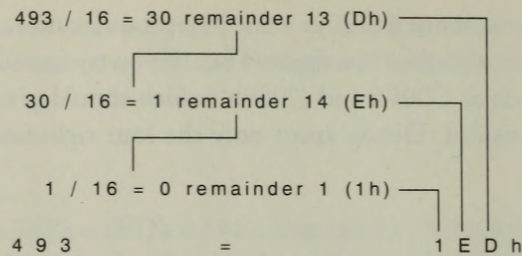 493 / 16 = 30 remainder 13 (Dh)
30 / 16 = 1 remainder 14 (Eh)
1 / 16 = 0 remainder 1 (1h)
4 9 3 = 1 E D h